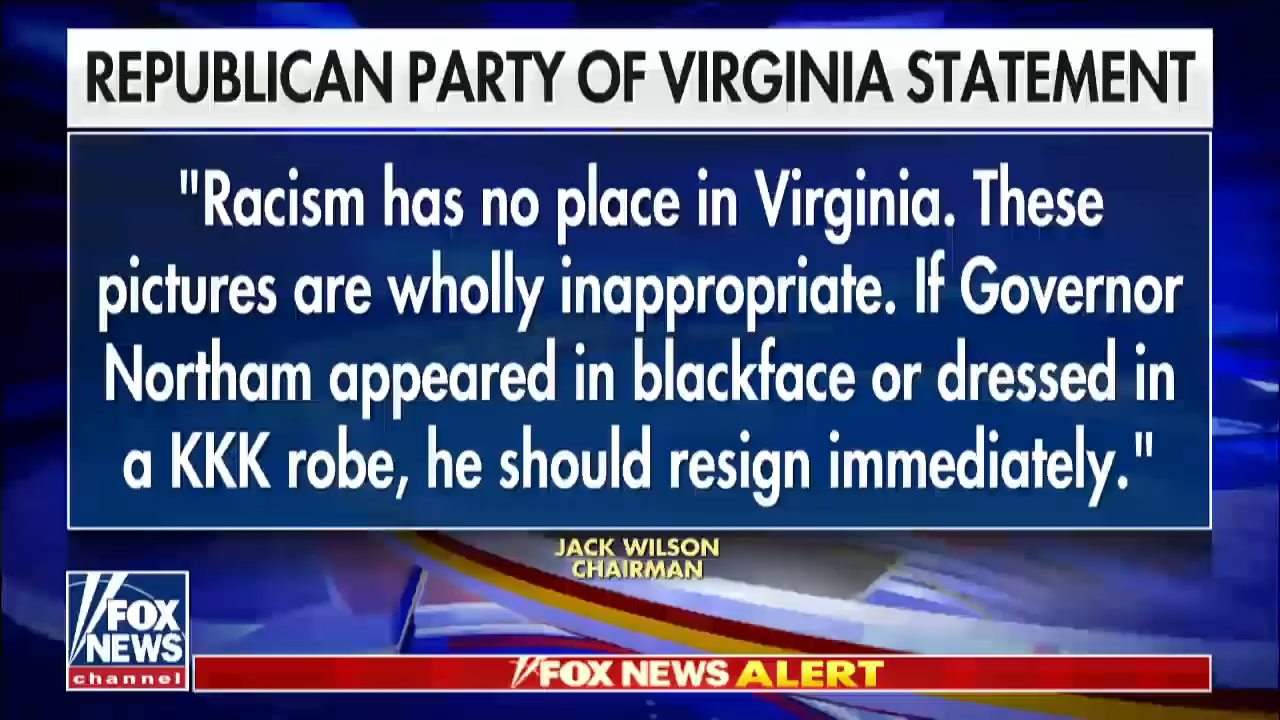 REPUBLICAN PARTY OF VIRGINIA STATEMENT
"Racism has no place in Virginia. These
pictures are wholly inappropriate. If Governor
Northam appeared in blackface or dressed in
a KKK robe, he should resign immediately."
JACK WILSON
CHAIRMAN
FOX
NEWS
channel
FOX NEWS ALERT